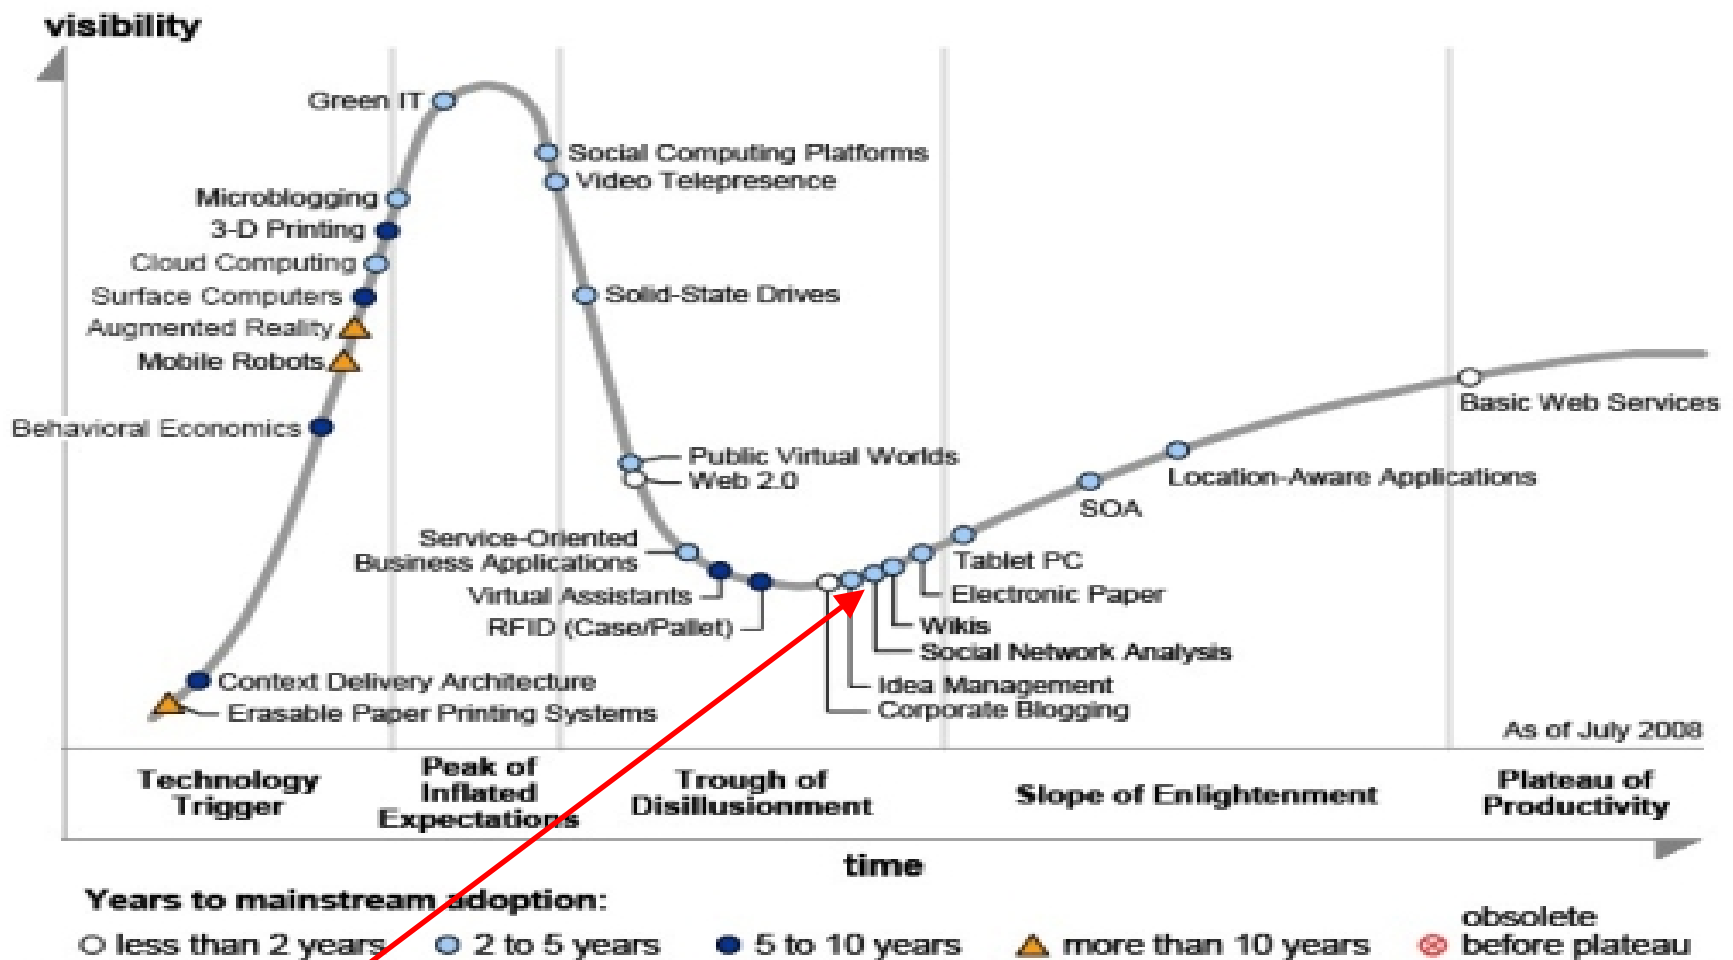 visibility
Green IT
Social Computing Platforms
Video Telepresence
Microblogging
3-D Printing
Cloud Computing
Surface Computers
Solid-State Drives
Augmented Reality
Mobile Robots
Basic Web Services
Behavioral Economics
Public Virtual Worlds
Web 2.0
Location-Aware Applications
SOA
Service-Oriented
Business Applications
Tablet PC
Virtual Assistants
Electronic Paper
RFID (Case/Pallet)
Wikis
Social Network Analysis
Context Delivery Architecture
Idea Management
Erasable Paper Printing Systems
Corporate Blogging
As of July 2008
Technology
Trigger
Peak of
Inflated
Expectations
Trough of
Disillusionment
Slope of Enlightenment
Plateau of
Productivity
time
Years to mainstream adoption:
less than 2 years
2 to 5 years
5 to 10 years
more than 10 years
obsolete
before plateau